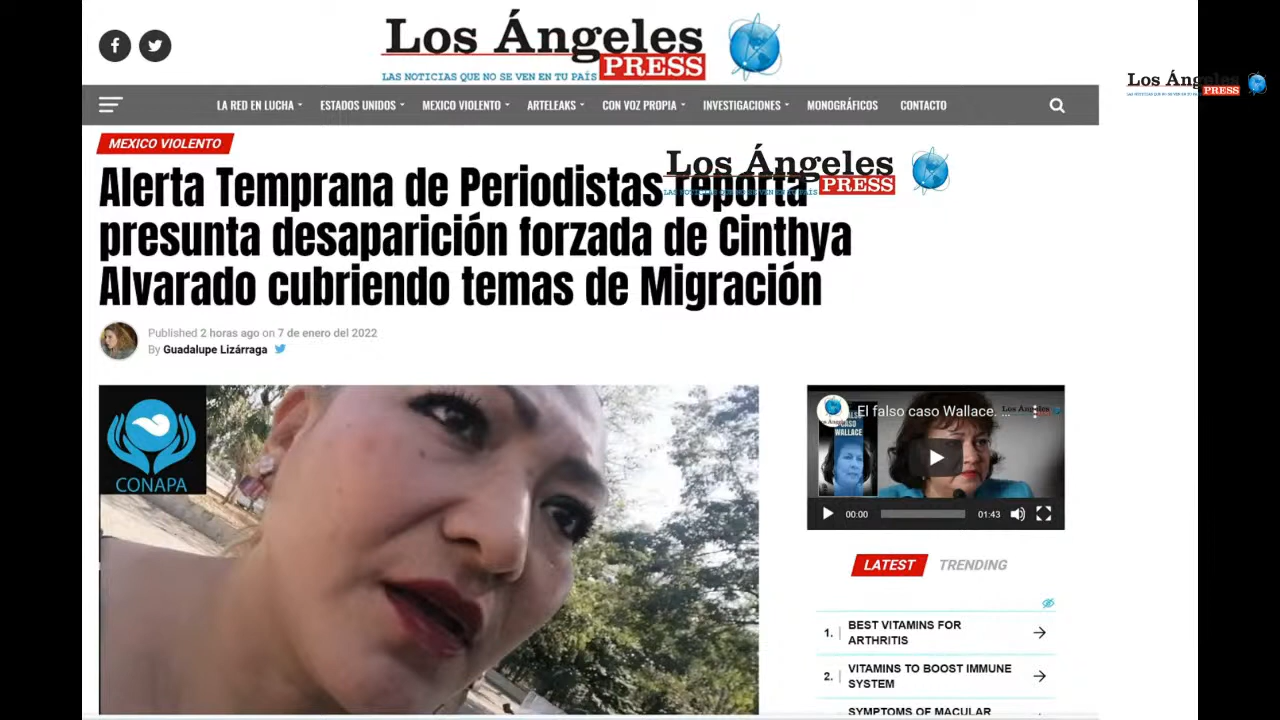 Los Ángeles
PRESS
LAS NOTICIAS QUE NO SE VEN EN TU PAÍS
Los Ángeles
PRESS
LA RED EN LUCHA
ESTADOS UNIDOS
MEXICO VIOLENTO
ARTELEAKS
CON VOZ PROPIA
INVESTIGACIONES
MONOGRÁFICOS
CONTACTO
MEXICO VIOLENTO
Los Ángeles
PRESS
Alerta Temprana de Periodistas reporta
presunta desaparición forzada de Cinthya
Alvarado cubriendo temas de Migración
Published 2 horas ago on 7 de enero del 2022
By Guadalupe Lizárraga
CONAPA
El falso caso Wallace. ...
CASO
WALLACE
00:00
01:43
LATEST
TRENDING
1. BEST VITAMINS FOR
ARTHRITIS
2. VITAMINS TO BOOST IMMUNE
SYSTEM
SYMPTOMS OF MACULAR